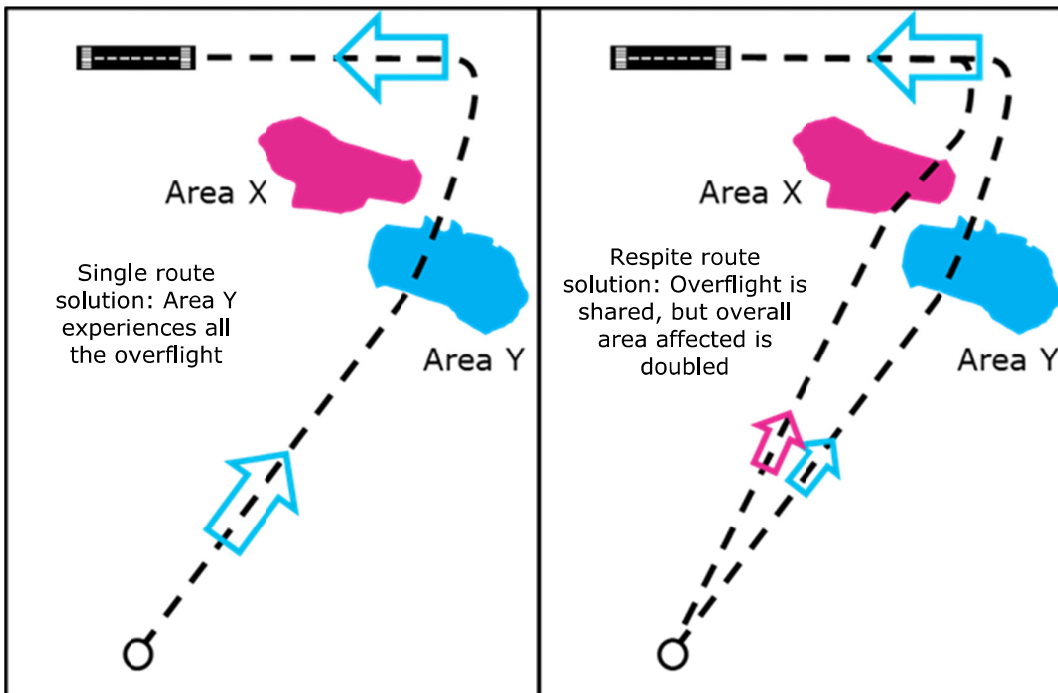 Area X
Single route
solution: Area Y
experiences all
the overflight
Area Y
Area X
Respite route
solution: Overflight is
shared, but overall
area affected is
doubled
Area Y